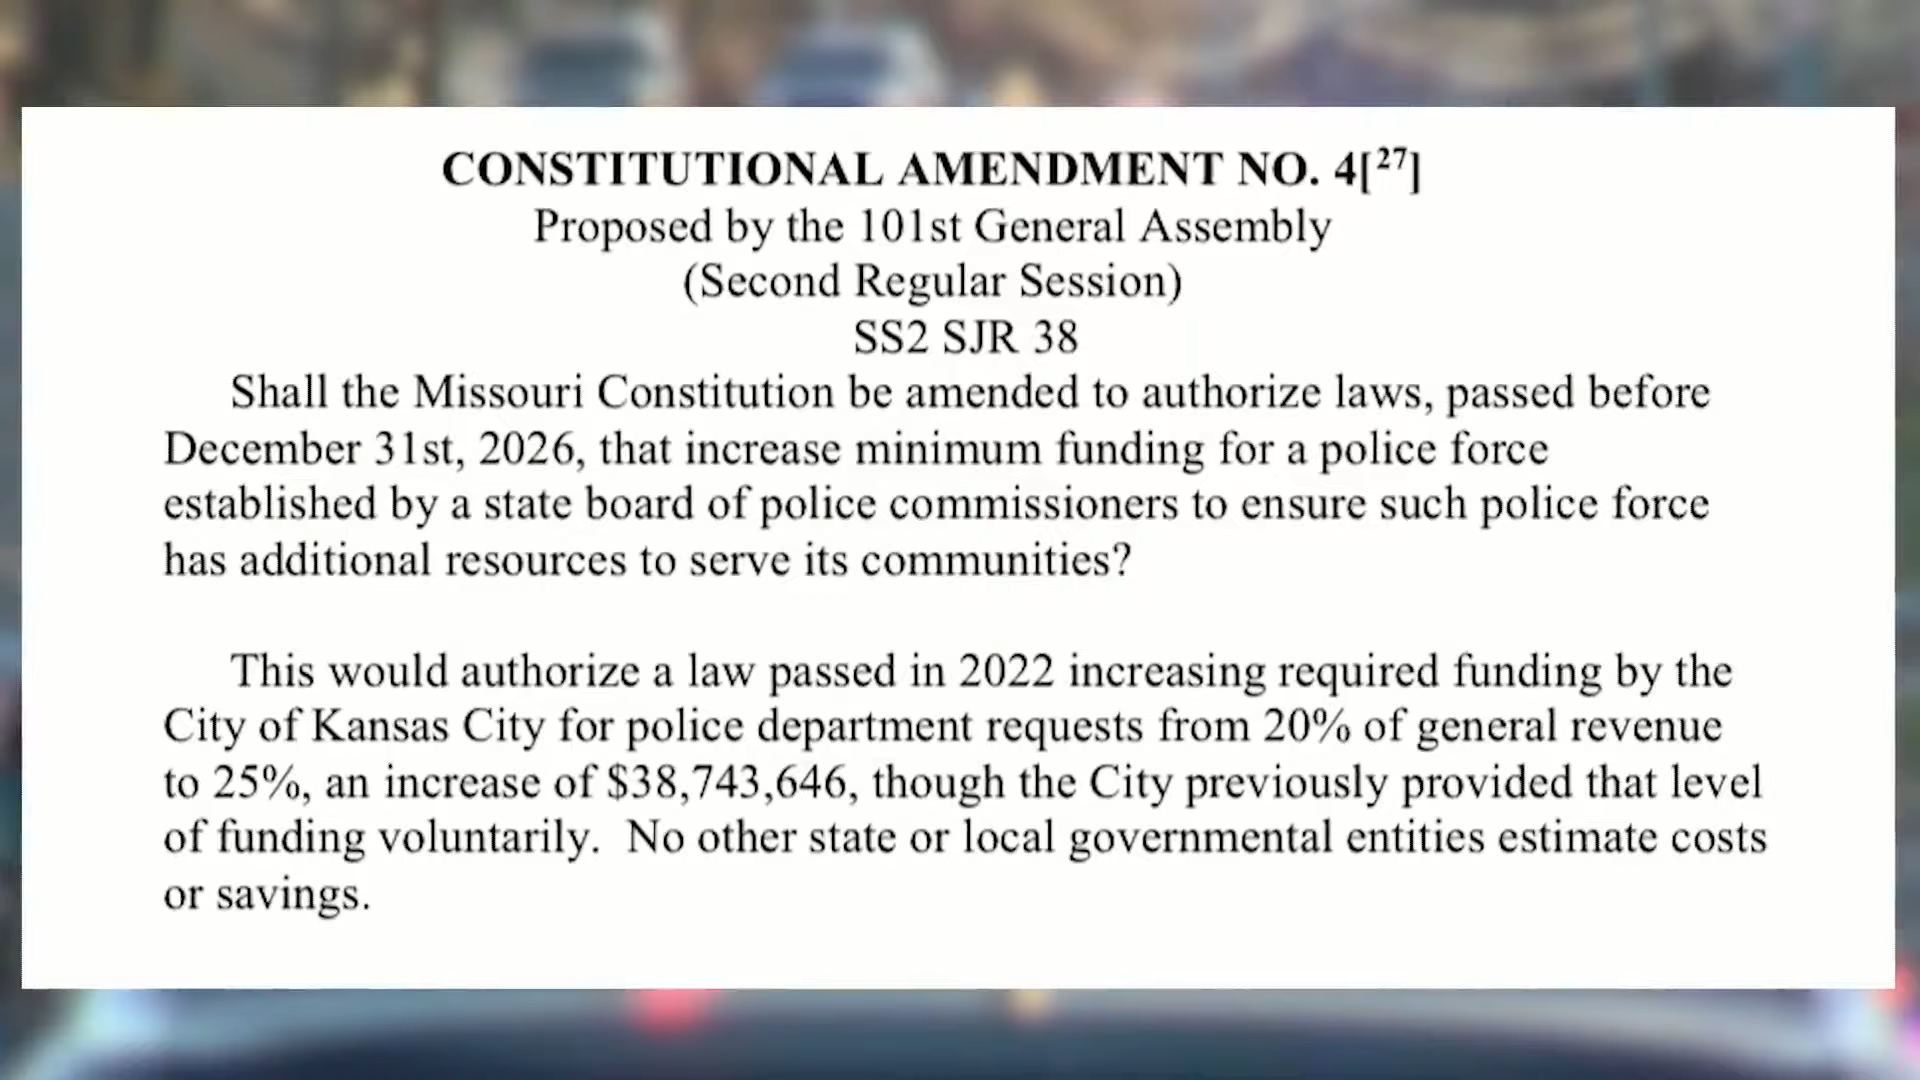 CONSTITUTIONAL AMENDMENT NO. 4[27]
Proposed by the 101st General Assembly
(Second Regular Session)
SS2 SJR 38
Shall the Missouri Constitution be amended to authorize laws, passed before
December 31st, 2026, that increase minimum funding for a police force
established by a state board of police commissioners to ensure such police force
has additional resources to serve its communities?
This would authorize a law passed in 2022 increasing required funding by the
City of Kansas City for police department requests from 20% of general revenue
to 25%, an increase of $38,743,646, though the City previously provided that level
of funding voluntarily.  No other state or local governmental entities estimate costs
or savings.